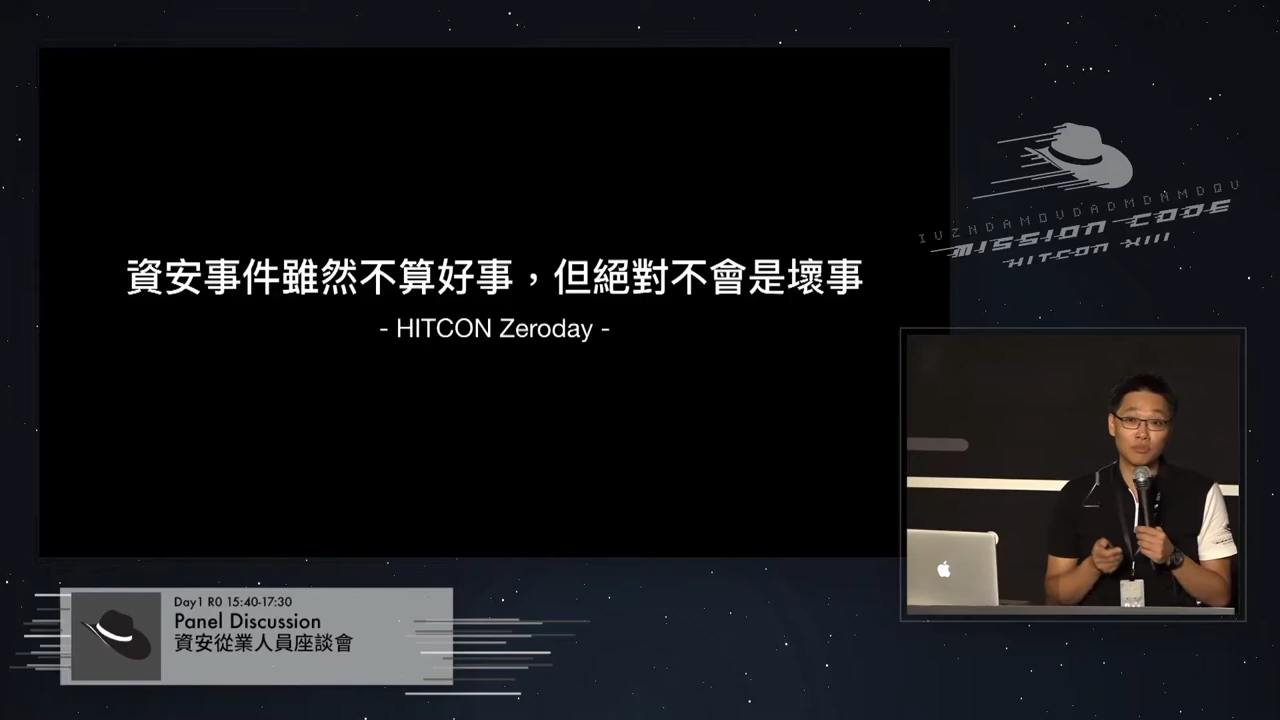 資安事件雖然不算好事，但絕對不會是壞事
- HITCON Zeroday -
IVZNDAMOVDADMDNMDQV
MISSION CODE
HITCON XIII
Day1 R0 15:40-17:30
Panel Discussion
資安從業人員座談會